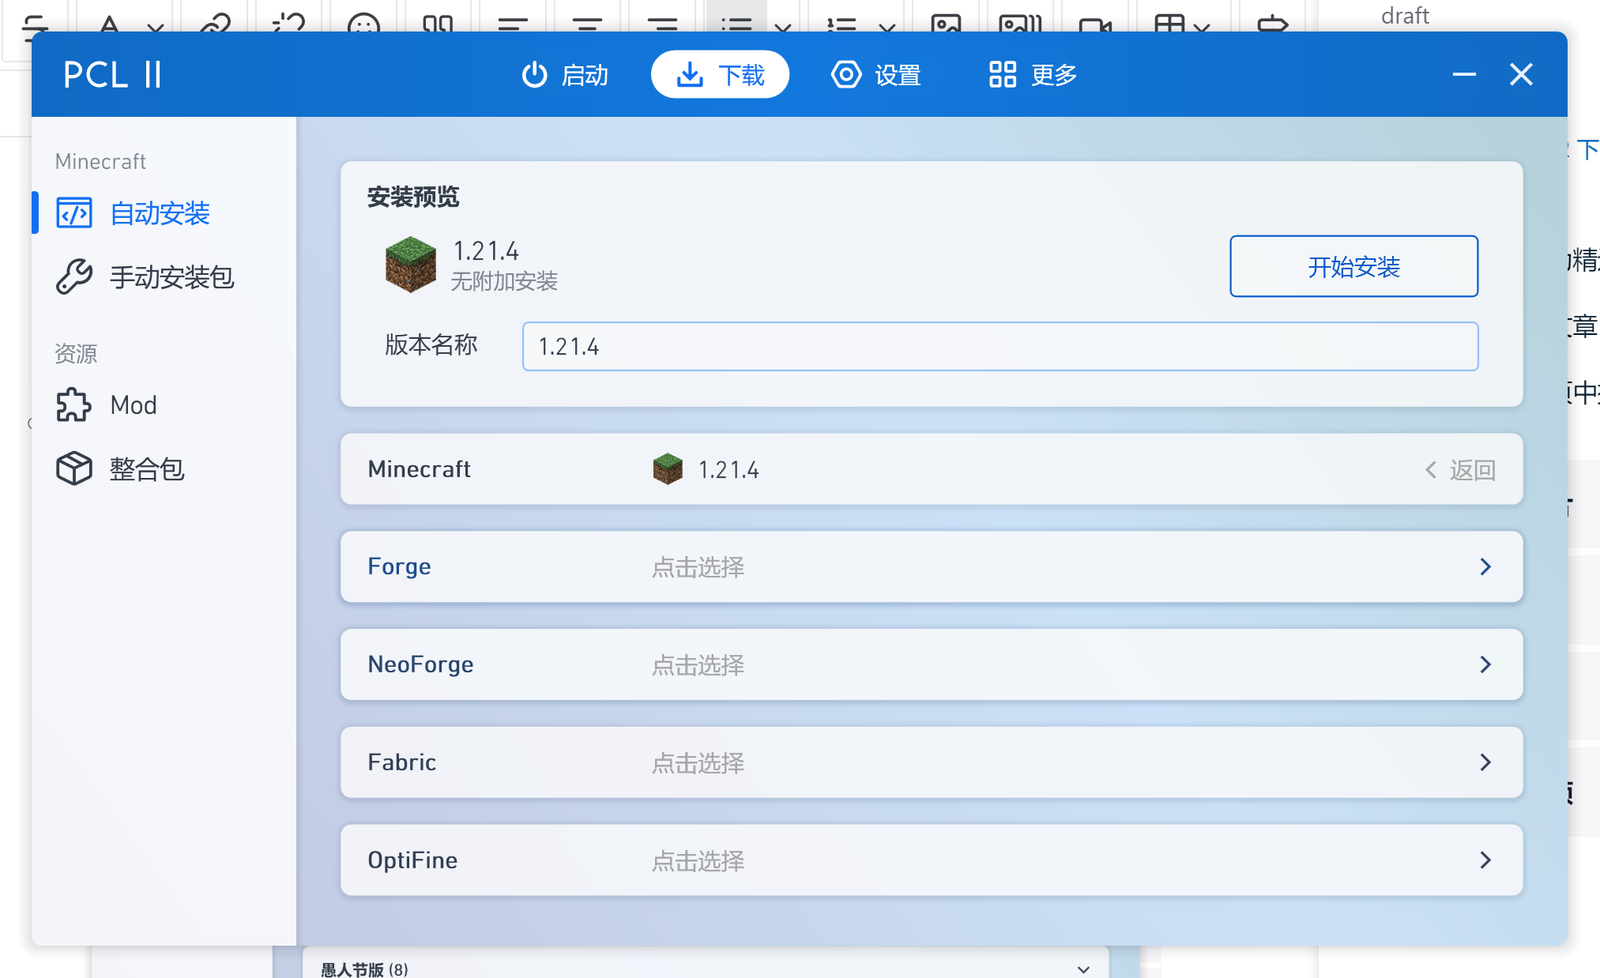 draft
PCL II
启动
下载
设置
更多
Minecraft
自动安装
手动安装包
资源
Mod
整合包
安装预览
1.21.4
无附加安装
开始安装
版本名称
1.21.4
Minecraft
1.21.4
返回
Forge
点击选择
NeoForge
点击选择
Fabric
点击选择
OptiFine
点击选择
下
章
愚人节版 (8)